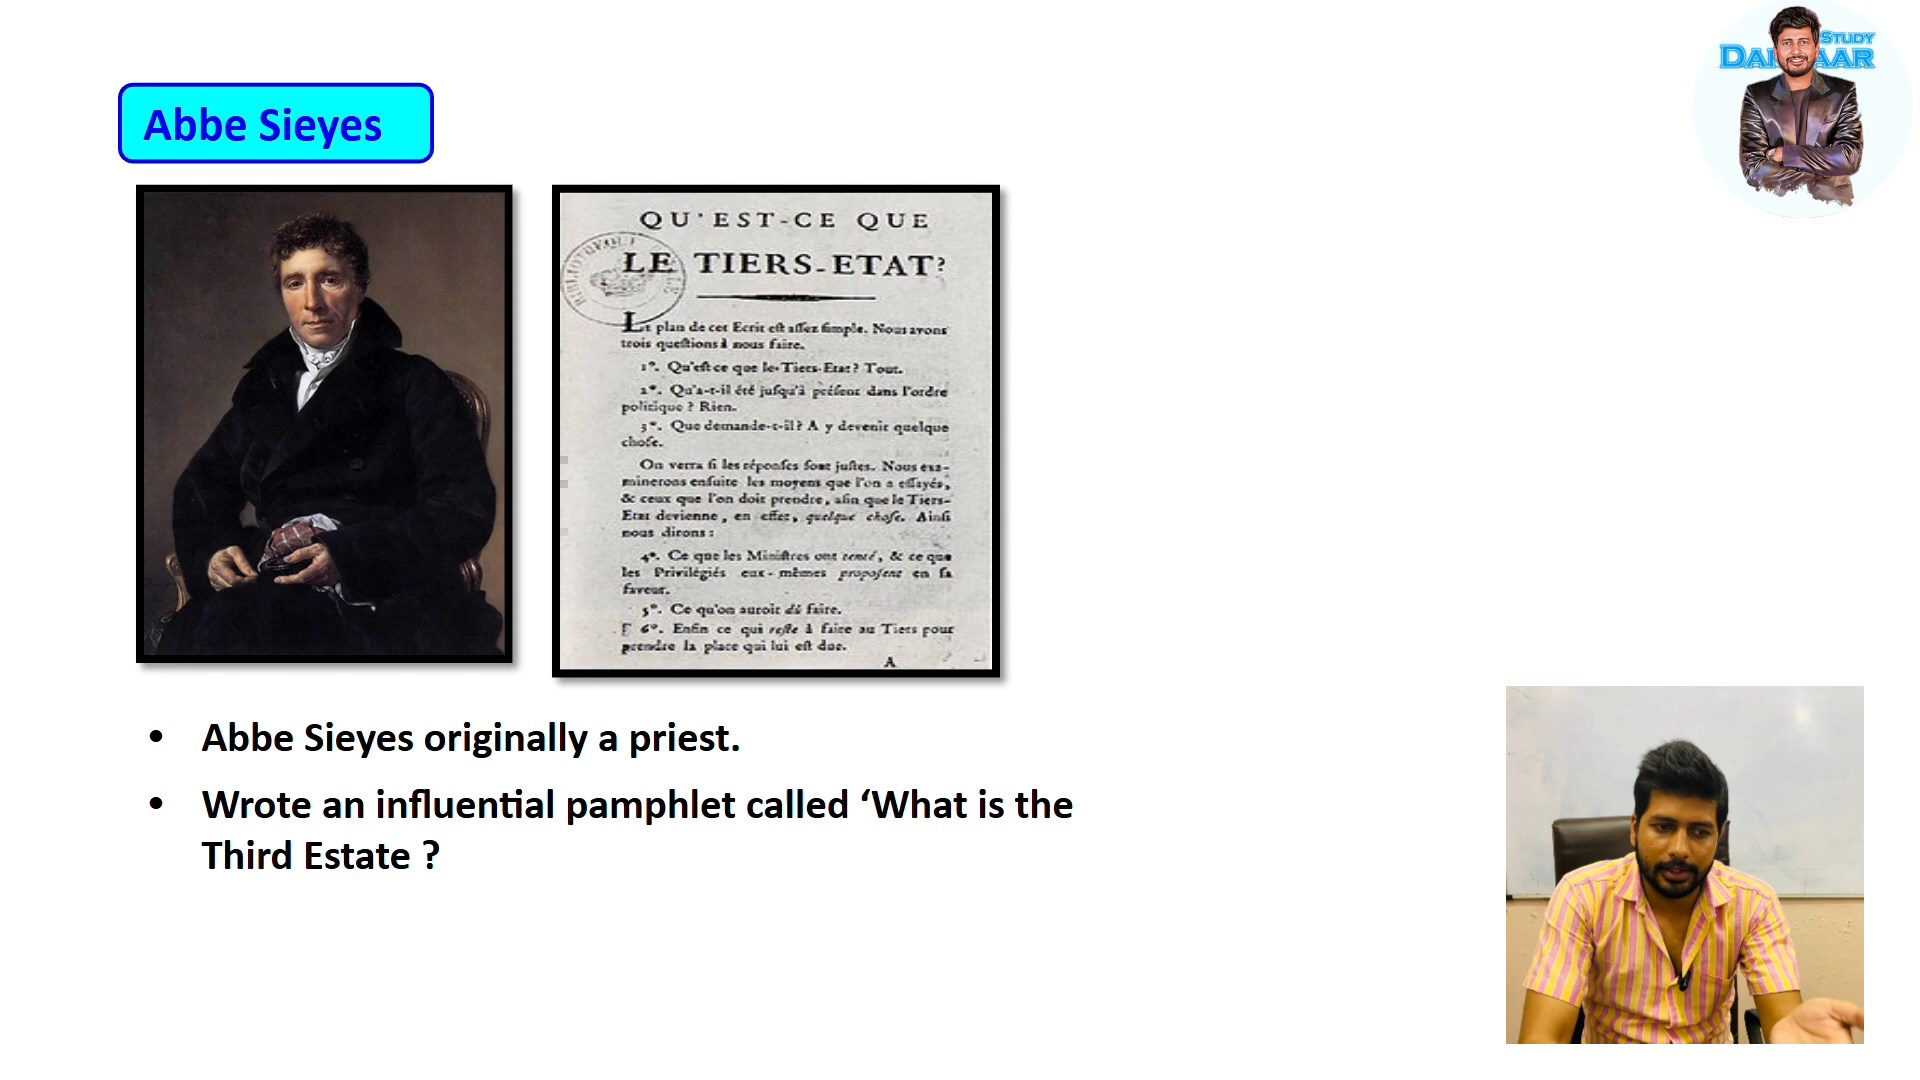 STUDY
Abbe Sieyes
QU'EST-CE QUE
LE TIERS-ETAT?
Le plan de cet Ecrit est assez simple. Nous avons
trois questions à nous faire.
1°. Qu'est ce que le Tiers-Etat? Tout.
2°. Qu'a-t-il été jusqu'à présent dans l'ordre
politique ? Rien.
3°. Que demande-t-il? A y devenir quelque
chose.
On verra si les réponses sont justes. Nous exa-
minerons ensuite les moyens que l'on a essayés,
& ceux que l'on doit prendre, afin que le Tiers-
Etat devienne, en effet, quelque chose. Ainsi
nous dirons :
4°. Ce que les Ministres ont tenté, & ce que
les Privilégiés eux-mêmes proposent en sa
faveur.
5°. Ce qu'on auroit dû faire.
6°. Enfin ce qui reste à faire au Tiers pour
prendre la place qui lui est due.
A
• Abbe Sieyes originally a priest.
• Wrote an influential pamphlet called ‘What is the
Third Estate ?